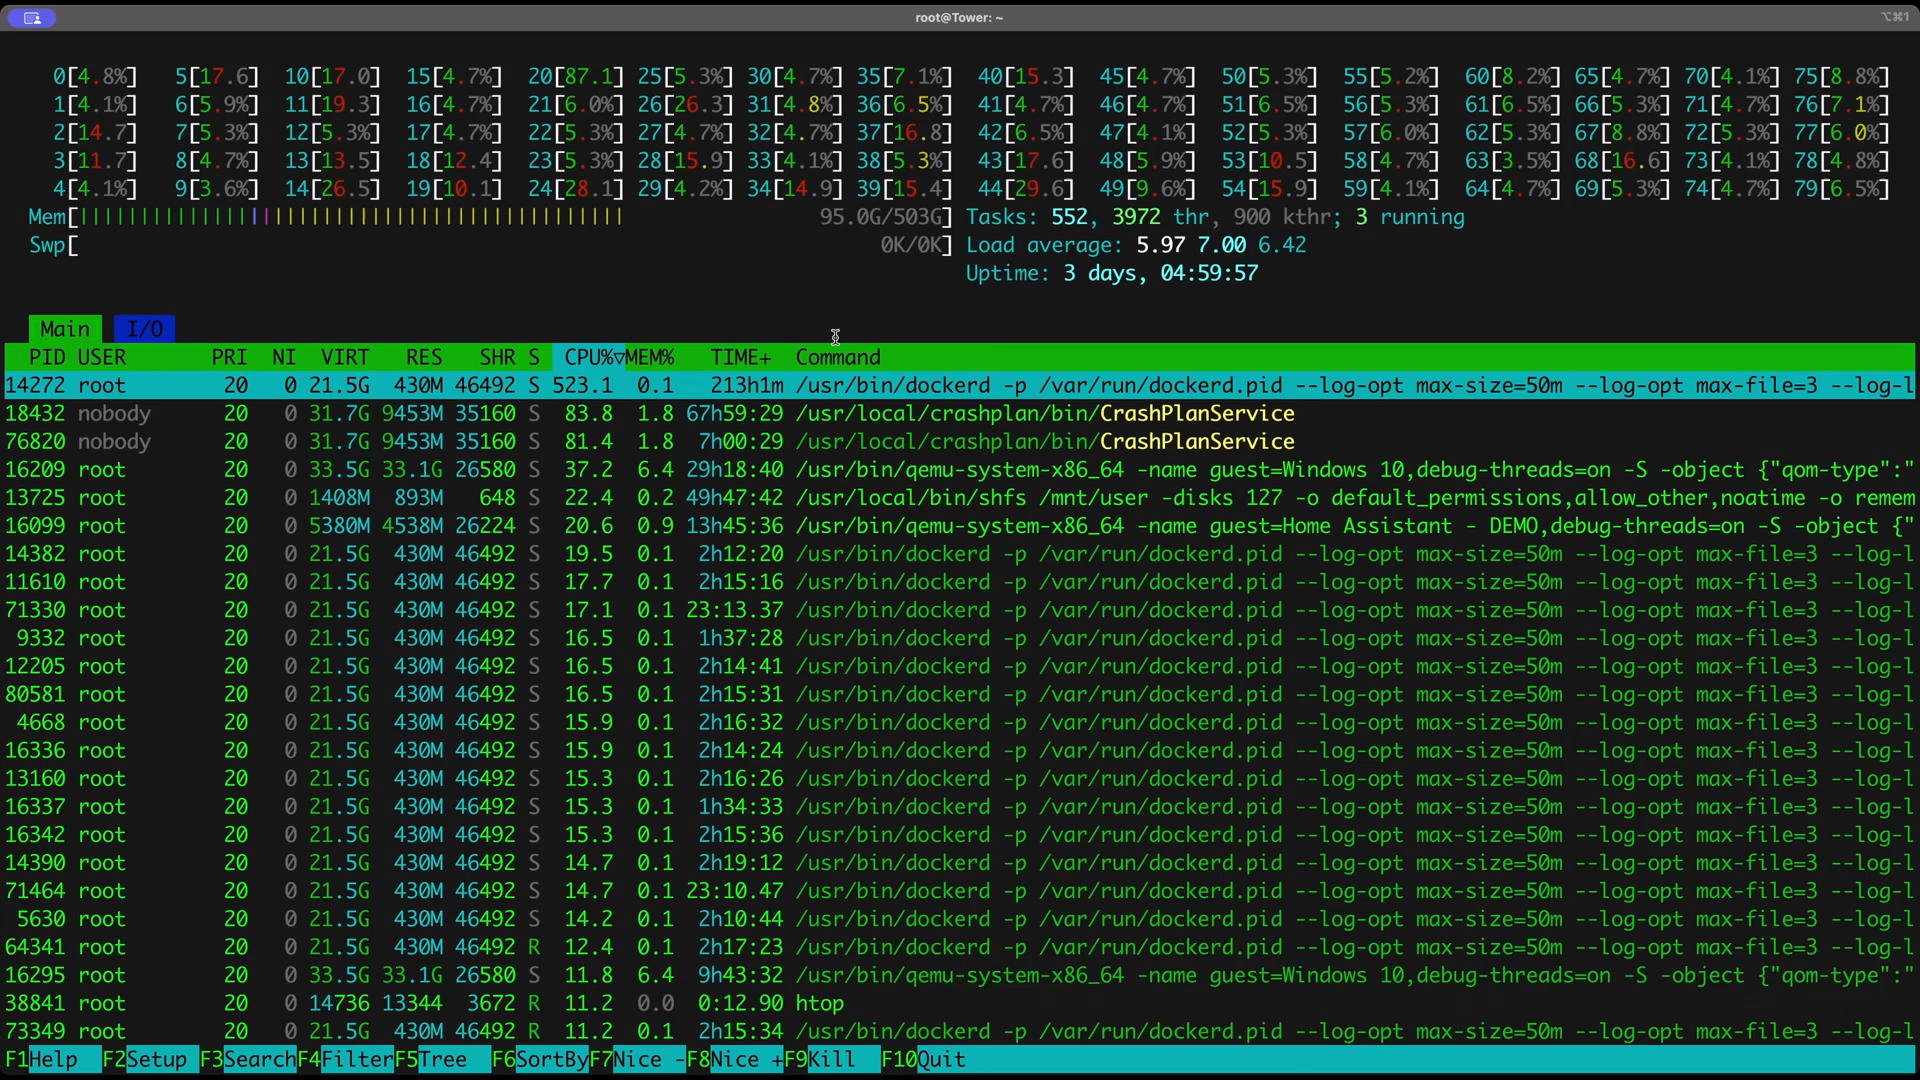 root@Tower: ~
⌥⌘1
0[4.8%] 5[17.6] 10[17.0] 15[4.7%] 20[87.1] 25[5.3%] 30[4.7%] 35[7.1%] 40[15.3] 45[4.7%] 50[5.3%] 55[5.2%] 60[8.2%] 65[4.7%] 70[4.1%] 75[8.8%]
1[4.1%] 6[5.9%] 11[19.3] 16[4.7%] 21[6.0%] 26[26.3] 31[4.8%] 36[6.5%] 41[4.7%] 46[4.7%] 51[6.5%] 56[5.3%] 61[6.5%] 66[5.3%] 71[4.7%] 76[7.1%]
2[14.7] 7[5.3%] 12[5.3%] 17[4.7%] 22[5.3%] 27[4.7%] 32[4.7%] 37[16.8] 42[6.5%] 47[4.1%] 52[5.3%] 57[6.0%] 62[5.3%] 67[8.8%] 72[5.3%] 77[6.0%]
3[11.7] 8[4.7%] 13[13.5] 18[12.4] 23[5.3%] 28[15.9] 33[4.1%] 38[5.3%] 43[17.6] 48[5.9%] 53[10.5] 58[4.7%] 63[3.5%] 68[16.6] 73[4.1%] 78[4.8%]
4[4.1%] 9[3.6%] 14[26.5] 19[10.1] 24[28.1] 29[4.2%] 34[14.9] 39[15.4] 44[29.6] 49[9.6%] 54[15.9] 59[4.1%] 64[4.7%] 69[5.3%] 74[4.7%] 79[6.5%]
Mem[||||||||||||||||||||||||||||||||||||||||||||| 95.0G/503G] Tasks: 552, 3972 thr, 900 kthr; 3 running
Swp[ 0K/0K] Load average: 5.97 7.00 6.42
Uptime: 3 days, 04:59:57
Main I/O
PID USER PRI NI VIRT RES SHR S CPU%▽MEM% TIME+ Command
14272 root 20 0 21.5G 430M 46492 S 523.1 0.1 213h1m /usr/bin/dockerd -p /var/run/dockerd.pid --log-opt max-size=50m --log-opt max-file=3 --log-l
18432 nobody 20 0 31.7G 9453M 35160 S 83.8 1.8 67h59:29 /usr/local/crashplan/bin/CrashPlanService
76820 nobody 20 0 31.7G 9453M 35160 S 81.4 1.8 7h00:29 /usr/local/crashplan/bin/CrashPlanService
16209 root 20 0 33.5G 33.1G 26580 S 37.2 6.4 29h18:40 /usr/bin/qemu-system-x86_64 -name guest=Windows 10,debug-threads=on -S -object {"qom-type":"
13725 root 20 0 1408M 893M 648 S 22.4 0.2 49h47:42 /usr/local/bin/shfs /mnt/user -disks 127 -o default_permissions,allow_other,noatime -o remem
16099 root 20 0 5380M 4538M 26224 S 20.6 0.9 13h45:36 /usr/bin/qemu-system-x86_64 -name guest=Home Assistant - DEMO,debug-threads=on -S -object {"
14382 root 20 0 21.5G 430M 46492 S 19.5 0.1 2h12:20 /usr/bin/dockerd -p /var/run/dockerd.pid --log-opt max-size=50m --log-opt max-file=3 --log-l
11610 root 20 0 21.5G 430M 46492 S 17.7 0.1 2h15:16 /usr/bin/dockerd -p /var/run/dockerd.pid --log-opt max-size=50m --log-opt max-file=3 --log-l
71330 root 20 0 21.5G 430M 46492 S 17.1 0.1 23:13.37 /usr/bin/dockerd -p /var/run/dockerd.pid --log-opt max-size=50m --log-opt max-file=3 --log-l
9332 root 20 0 21.5G 430M 46492 S 16.5 0.1 1h37:28 /usr/bin/dockerd -p /var/run/dockerd.pid --log-opt max-size=50m --log-opt max-file=3 --log-l
12205 root 20 0 21.5G 430M 46492 S 16.5 0.1 2h14:41 /usr/bin/dockerd -p /var/run/dockerd.pid --log-opt max-size=50m --log-opt max-file=3 --log-l
80581 root 20 0 21.5G 430M 46492 S 16.5 0.1 2h15:31 /usr/bin/dockerd -p /var/run/dockerd.pid --log-opt max-size=50m --log-opt max-file=3 --log-l
4668 root 20 0 21.5G 430M 46492 S 15.9 0.1 2h16:32 /usr/bin/dockerd -p /var/run/dockerd.pid --log-opt max-size=50m --log-opt max-file=3 --log-l
16336 root 20 0 21.5G 430M 46492 S 15.9 0.1 2h14:24 /usr/bin/dockerd -p /var/run/dockerd.pid --log-opt max-size=50m --log-opt max-file=3 --log-l
13160 root 20 0 21.5G 430M 46492 S 15.3 0.1 2h16:26 /usr/bin/dockerd -p /var/run/dockerd.pid --log-opt max-size=50m --log-opt max-file=3 --log-l
16337 root 20 0 21.5G 430M 46492 S 15.3 0.1 1h34:33 /usr/bin/dockerd -p /var/run/dockerd.pid --log-opt max-size=50m --log-opt max-file=3 --log-l
16342 root 20 0 21.5G 430M 46492 S 15.3 0.1 2h15:36 /usr/bin/dockerd -p /var/run/dockerd.pid --log-opt max-size=50m --log-opt max-file=3 --log-l
14390 root 20 0 21.5G 430M 46492 S 14.7 0.1 2h19:12 /usr/bin/dockerd -p /var/run/dockerd.pid --log-opt max-size=50m --log-opt max-file=3 --log-l
71464 root 20 0 21.5G 430M 46492 S 14.7 0.1 23:10.47 /usr/bin/dockerd -p /var/run/dockerd.pid --log-opt max-size=50m --log-opt max-file=3 --log-l
5630 root 20 0 21.5G 430M 46492 S 14.2 0.1 2h10:44 /usr/bin/dockerd -p /var/run/dockerd.pid --log-opt max-size=50m --log-opt max-file=3 --log-l
64341 root 20 0 21.5G 430M 46492 R 12.4 0.1 2h17:23 /usr/bin/dockerd -p /var/run/dockerd.pid --log-opt max-size=50m --log-opt max-file=3 --log-l
16295 root 20 0 33.5G 33.1G 26580 S 11.8 6.4 9h43:32 /usr/bin/qemu-system-x86_64 -name guest=Windows 10,debug-threads=on -S -object {"qom-type":"
38841 root 20 0 14736 13344 3672 R 11.2 0.0 0:12.90 htop
73349 root 20 0 21.5G 430M 46492 R 11.2 0.1 2h15:34 /usr/bin/dockerd -p /var/run/dockerd.pid --log-opt max-size=50m --log-opt max-file=3 --log-l
F1Help F2Setup F3SearchF4FilterF5Tree F6SortByF7Nice -F8Nice +F9Kill F10Quit